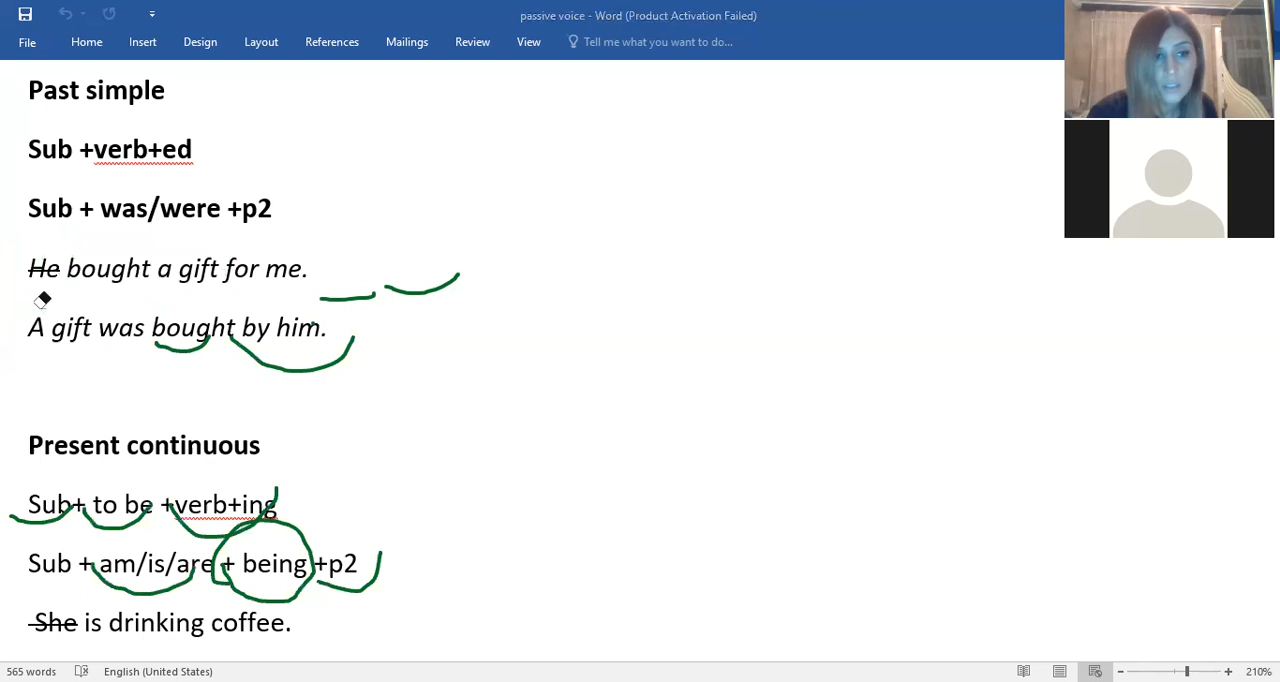 passive voice - Word (Product Activation Failed)
File Home Insert Design Layout References Mailings Review View Tell me what you want to do...
Past simple
Sub +verb+ed
Sub + was/were +p2
He bought a gift for me.
A gift was bought by him.
Present continuous
Sub+ to be +verb+ing
Sub + am/is/are + being +p2
She is drinking coffee.
565 words English (United States) 210%